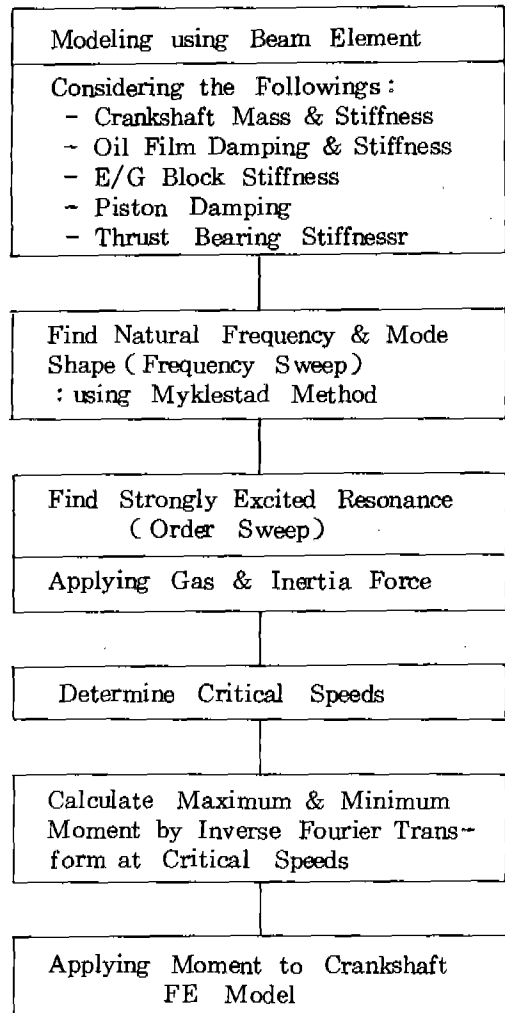 Modeling using Beam Element
Considering the Followings :
- Crankshaft Mass & Stiffness
- Oil Film Damping & Stiffness
- E/G Block Stiffness
- Piston Damping
- Thrust Bearing Stiffnessr
Find Natural Frequency & Mode
Shape ( Frequency Sweep )
: using Myklestad Method
Find Strongly Excited Resonance
( Order Sweep )
Applying Gas & Inertia Force
Determine Critical Speeds
Calculate Maximum & Minimum
Moment by Inverse Fourier Trans-
form at Critical Speeds
Applying Moment to Crankshaft
FE Model